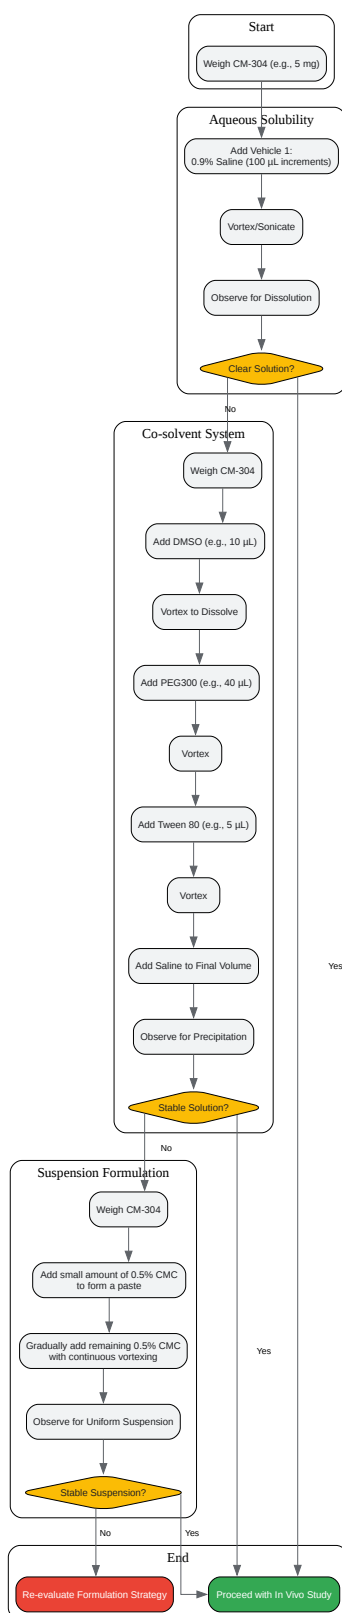 Start
Weigh CM-304 (e.g., 5 mg)
Aqueous Solubility
Add Vehicle 1:
0.9% Saline (100 µL increments)
Vortex/Sonicate
Observe for Dissolution
Clear Solution?
No
Co-solvent System
Weigh CM-304
Add DMSO (e.g., 10 µL)
Vortex to Dissolve
Add PEG300 (e.g., 40 µL)
Vortex
Add Tween 80 (e.g., 5 µL)
Vortex
Add Saline to Final Volume
Yes
Observe for Precipitation
Stable Solution?
No
Suspension Formulation
Weigh CM-304
Add small amount of 0.5% CMC
to form a paste
Gradually add remaining 0.5% CMC
with continuous vortexing
Yes
Observe for Uniform Suspension
Stable Suspension?
No
Yes
End
Re-evaluate Formulation Strategy
Proceed with In Vivo Study